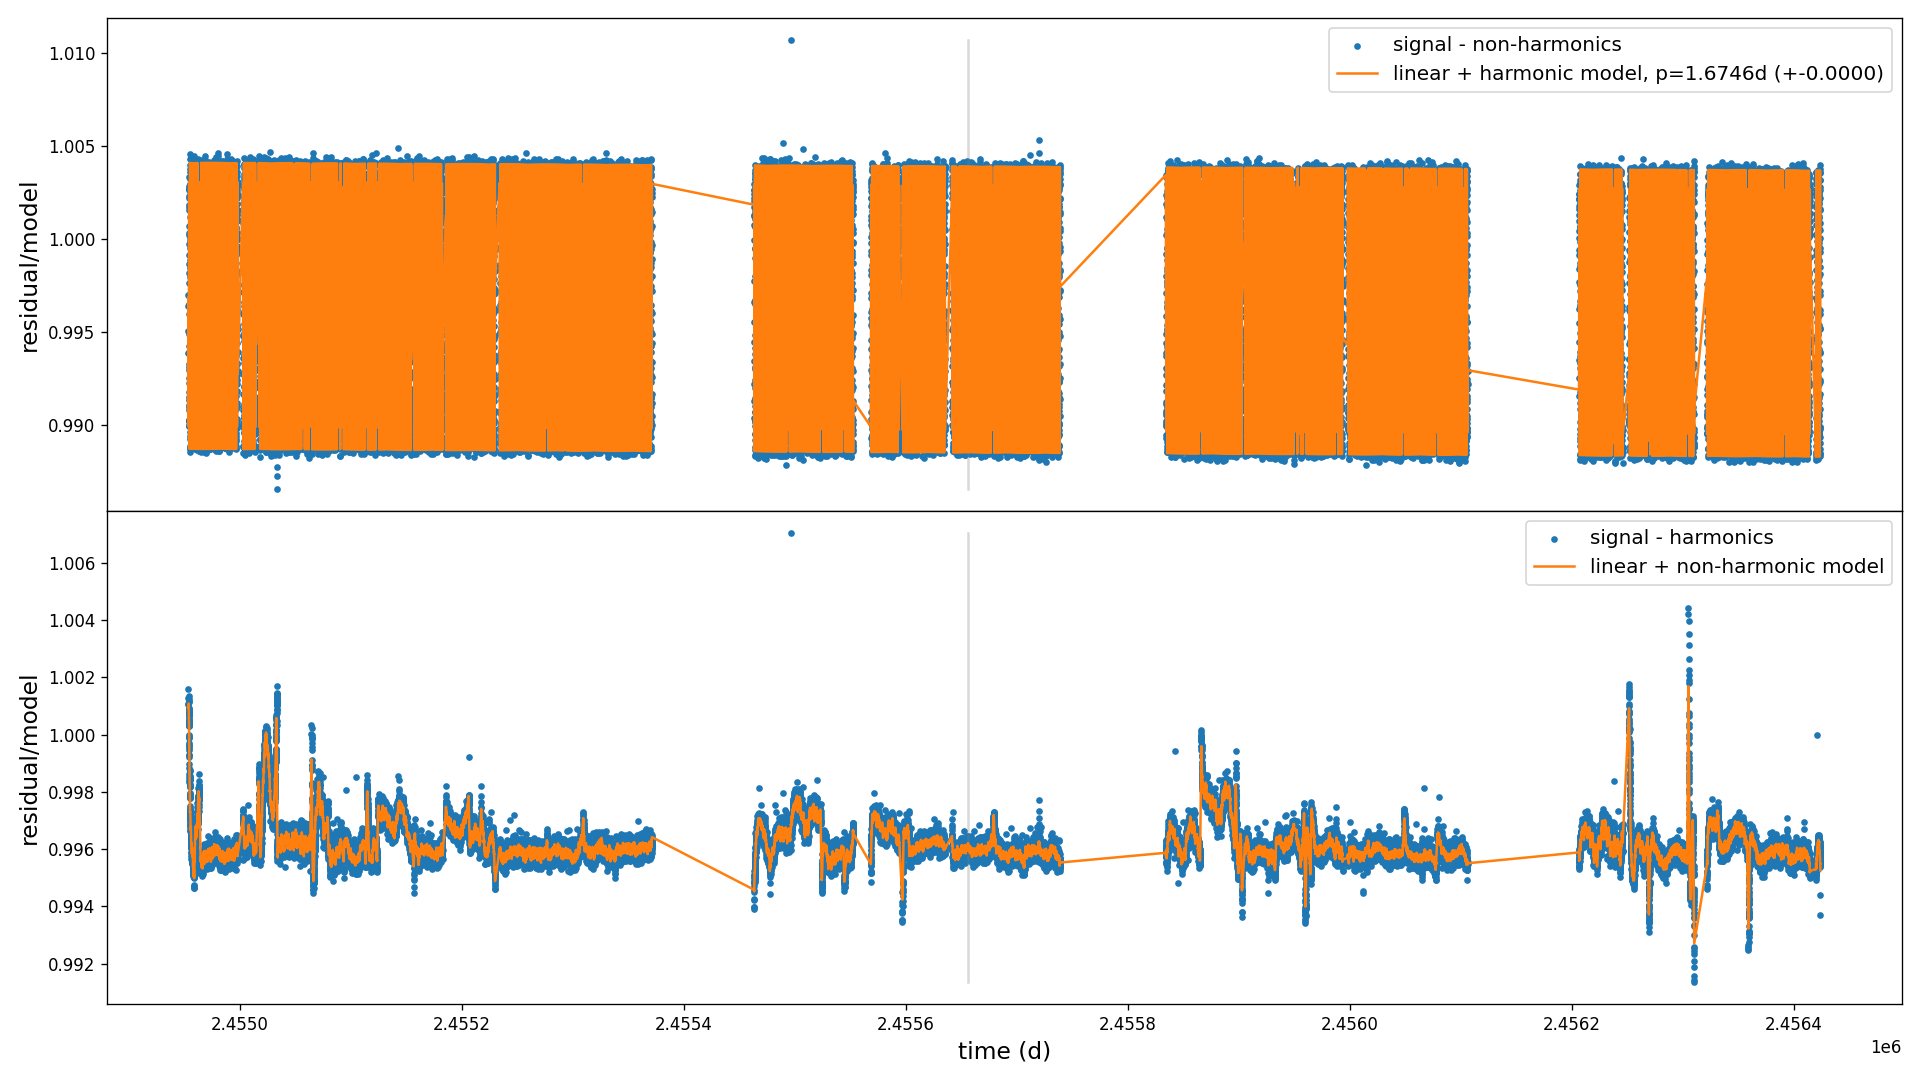 signal - non-harmonics
linear + harmonic model, p=1.6746d (+-0.0000)
1.010
1.005
1.000
0.995
0.990
residual/model
signal - harmonics
linear + non-harmonic model
1.006
1.004
1.002
1.000
0.998
0.996
0.994
0.992
residual/model
2.4550
2.4552
2.4554
2.4556
2.4558
2.4560
2.4562
2.4564
1e6
time (d)